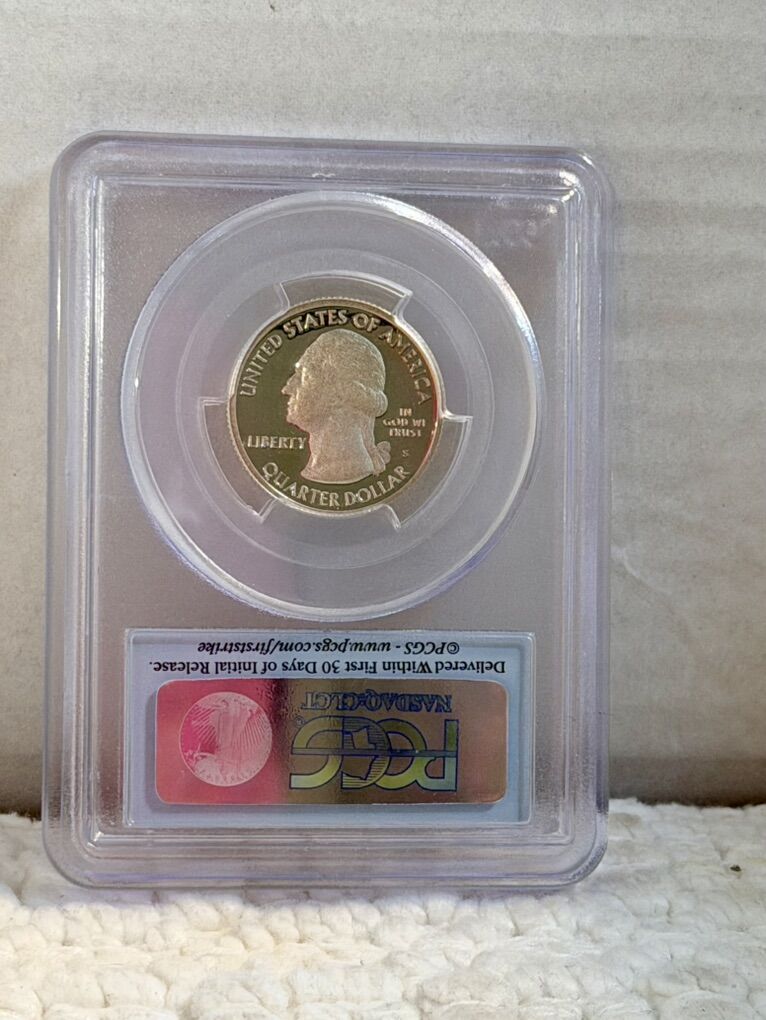 UNITED STATES OF AMERICA
LIBERTY
IN
GOD WE
TRUST
S
QUARTER DOLLAR
Delivered Within First 30 Days of Initial Release.
©PCGS - www.pcgs.com/firststrike
PCGS
NASDAQ-CLCT